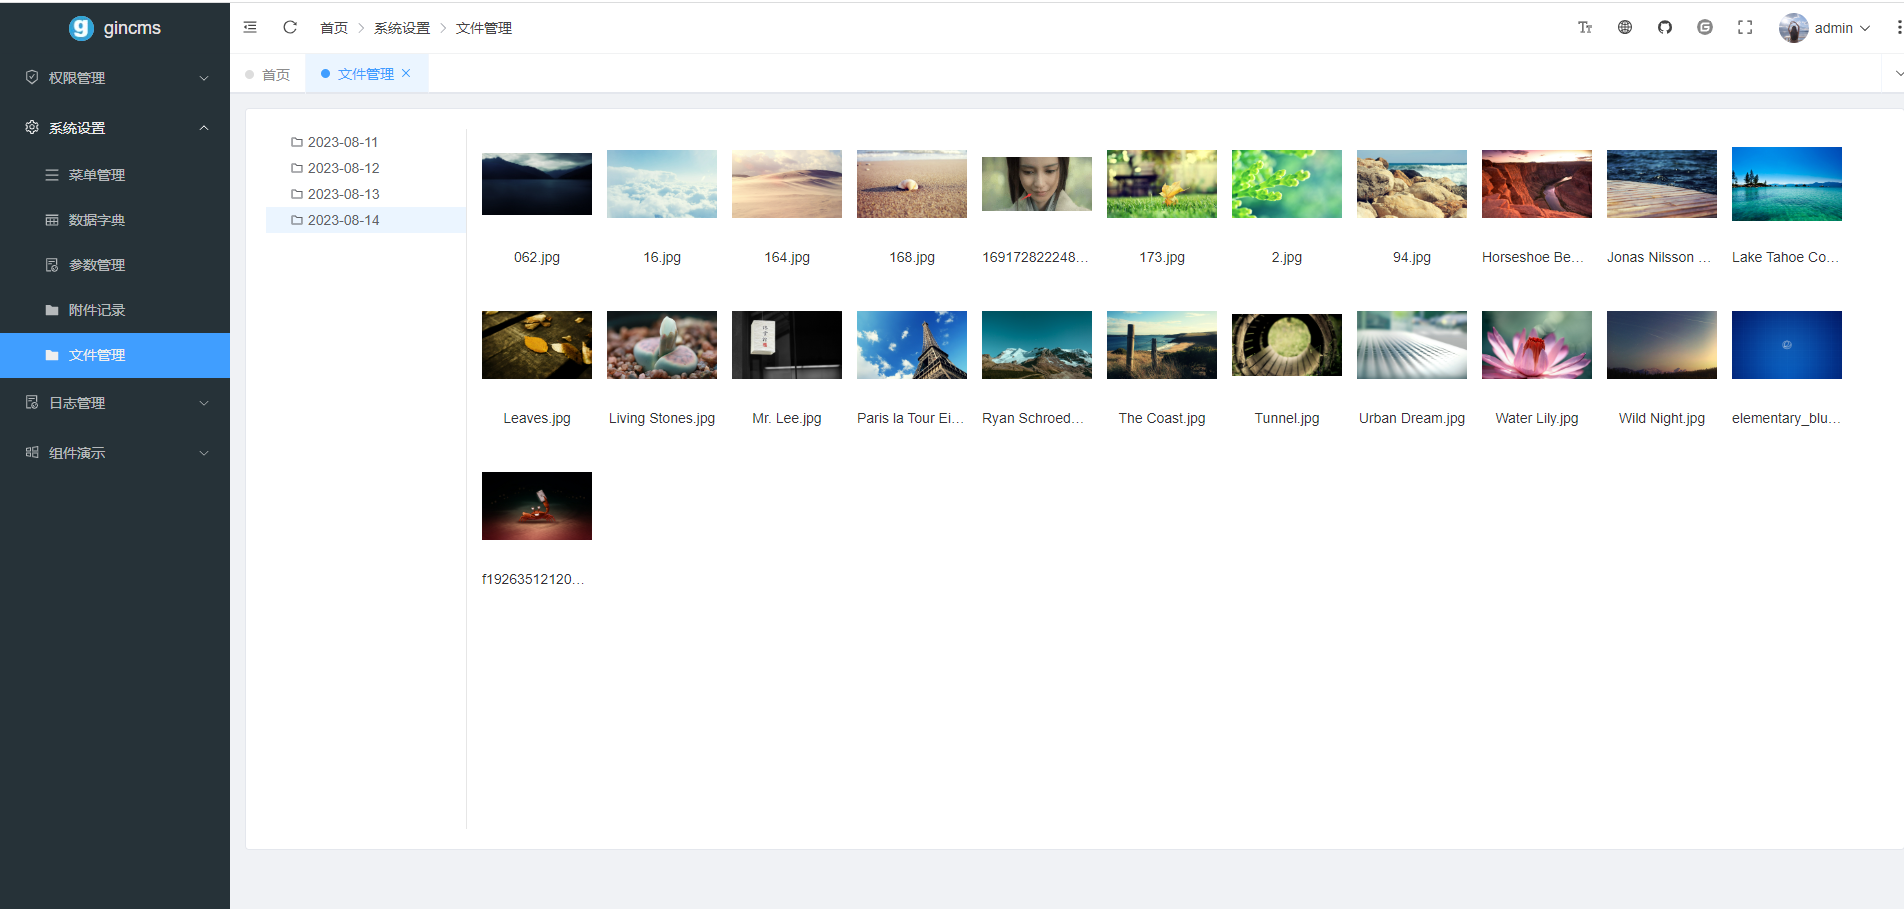 gincms
首页 系统设置 文件管理
admin
首页
文件管理
权限管理
系统设置
菜单管理
数据字典
参数管理
附件记录
文件管理
日志管理
组件演示
2023-08-11
2023-08-12
2023-08-13
2023-08-14
062.jpg
16.jpg
164.jpg
168.jpg
169172822248...
173.jpg
2.jpg
94.jpg
Horseshoe Be...
Jonas Nilsson ...
Lake Tahoe Co...
Leaves.jpg
Living Stones.jpg
Mr. Lee.jpg
Paris la Tour Ei...
Ryan Schroed...
The Coast.jpg
Tunnel.jpg
Urban Dream.jpg
Water Lily.jpg
Wild Night.jpg
elementary_blu...
f19263512120...